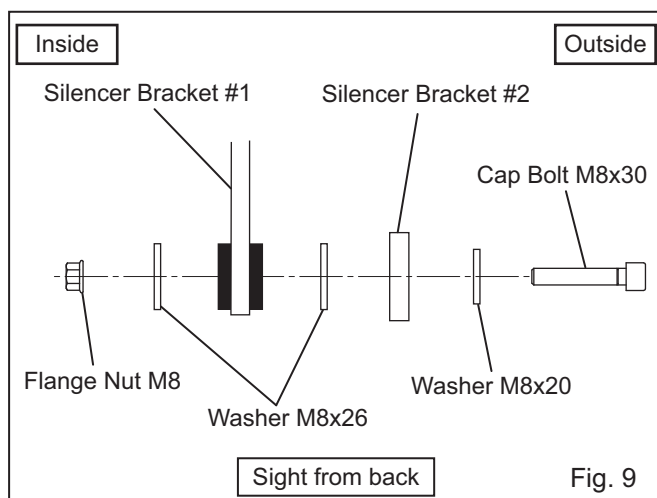 Inside
Outside
Silencer Bracket #1
Silencer Bracket #2
Cap Bolt M8x30
Flange Nut M8
Washer M8x26
Washer M8x20
Sight from back
Fig. 9